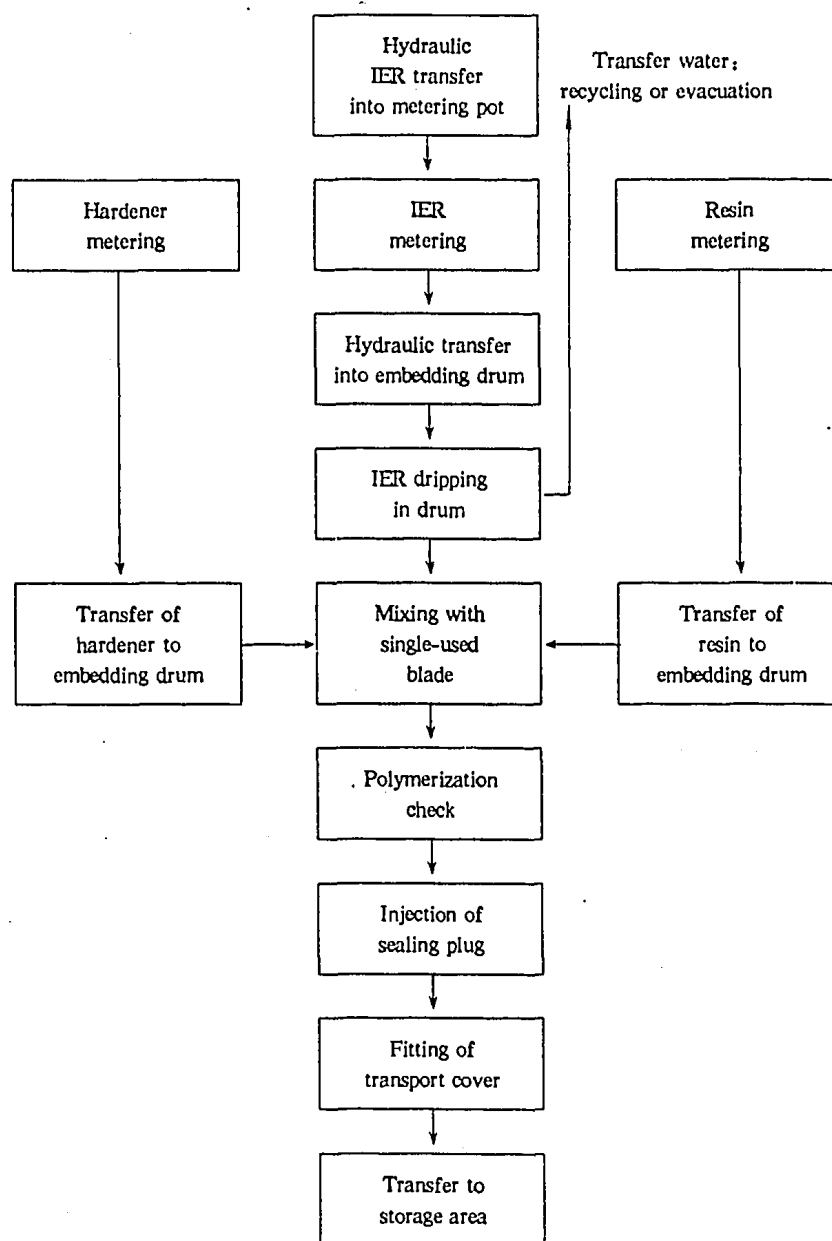 Hydraulic
IER transfer
into metering pot
Transfer water;
recycling or evacuation
Hardener
metering
IER
metering
Resin
metering
Hydraulic transfer
into embedding drum
IER dripping
in drum
Transfer of
hardener to
embedding drum
Mixing with
single-used
blade
Transfer of
resin to
embedding drum
Polymerization
check
Injection of
sealing plug
Fitting of
transport cover
Transfer to
storage area